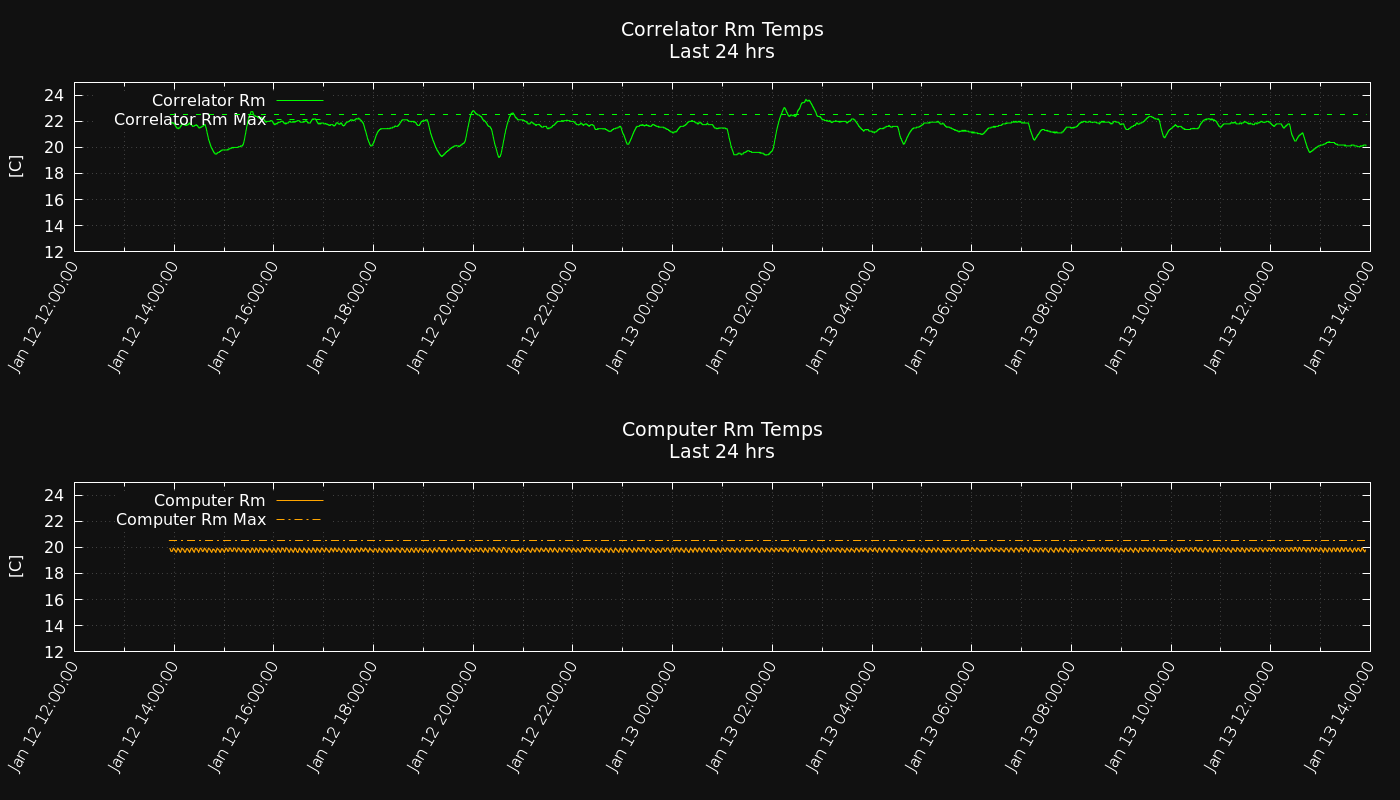 Correlator Rm Temps
Last 24 hrs
Correlator Rm
Correlator Rm Max
24
22
20
18
16
14
12
[C]
Jan 12 12:00:00
Jan 12 14:00:00
Jan 12 16:00:00
Jan 12 18:00:00
Jan 12 20:00:00
Jan 12 22:00:00
Jan 13 00:00:00
Jan 13 02:00:00
Jan 13 04:00:00
Jan 13 06:00:00
Jan 13 08:00:00
Jan 13 10:00:00
Jan 13 12:00:00
Jan 13 14:00:00
Computer Rm Temps
Last 24 hrs
Computer Rm
Computer Rm Max
24
22
20
18
16
14
12
[C]
Jan 12 12:00:00
Jan 12 14:00:00
Jan 12 16:00:00
Jan 12 18:00:00
Jan 12 20:00:00
Jan 12 22:00:00
Jan 13 00:00:00
Jan 13 02:00:00
Jan 13 04:00:00
Jan 13 06:00:00
Jan 13 08:00:00
Jan 13 10:00:00
Jan 13 12:00:00
Jan 13 14:00:00